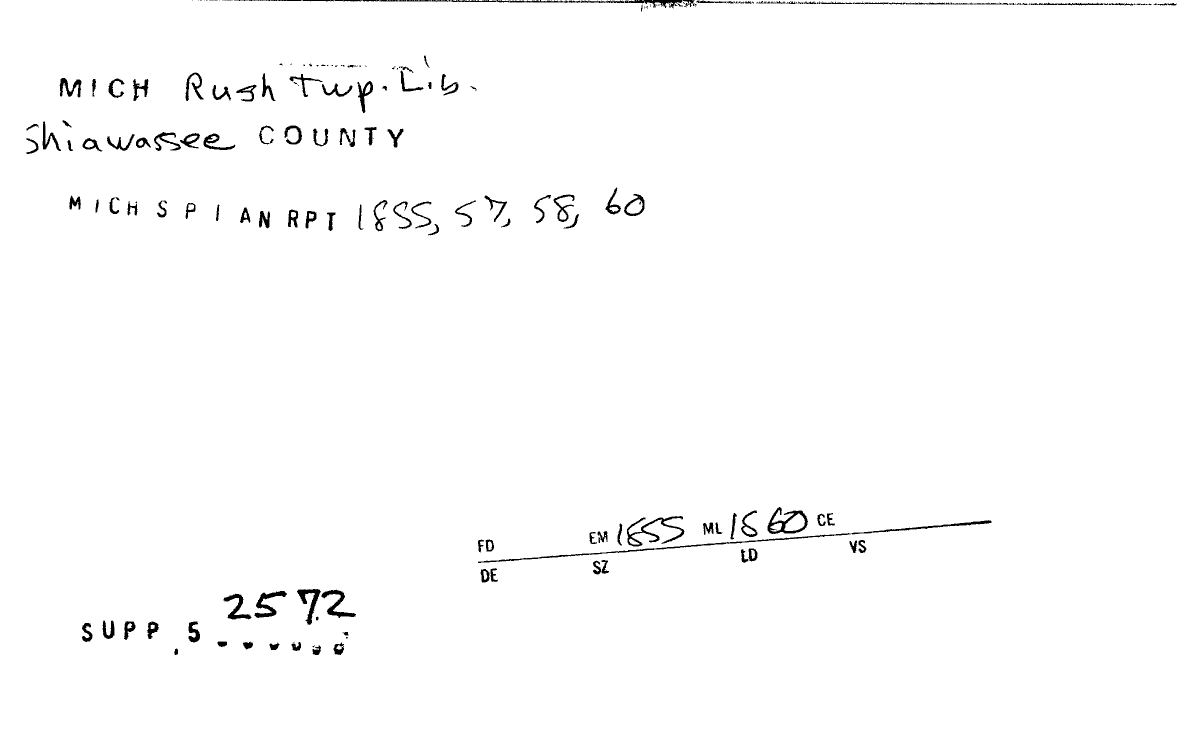 MICH Rush Twp. Lib.
Shiawassee COUNTY
MICH S P I AN RPT 1855, 57, 58, 60
FD EM 1855 ML 1860 CE
DE SZ LD VS
2572
SUPP. 5